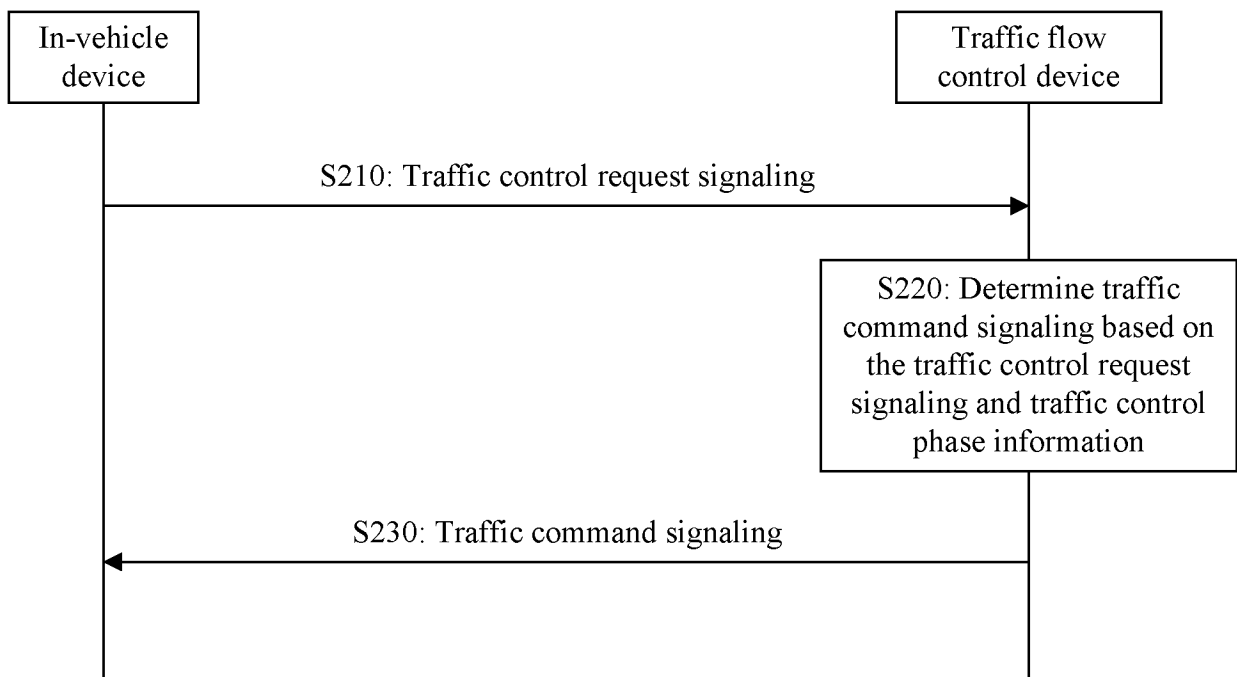 In-vehicle
device
Traffic flow
control device
S210: Traffic control request signaling
S220: Determine traffic
command signaling based on
the traffic control request
signaling and traffic control
phase information
S230: Traffic command signaling